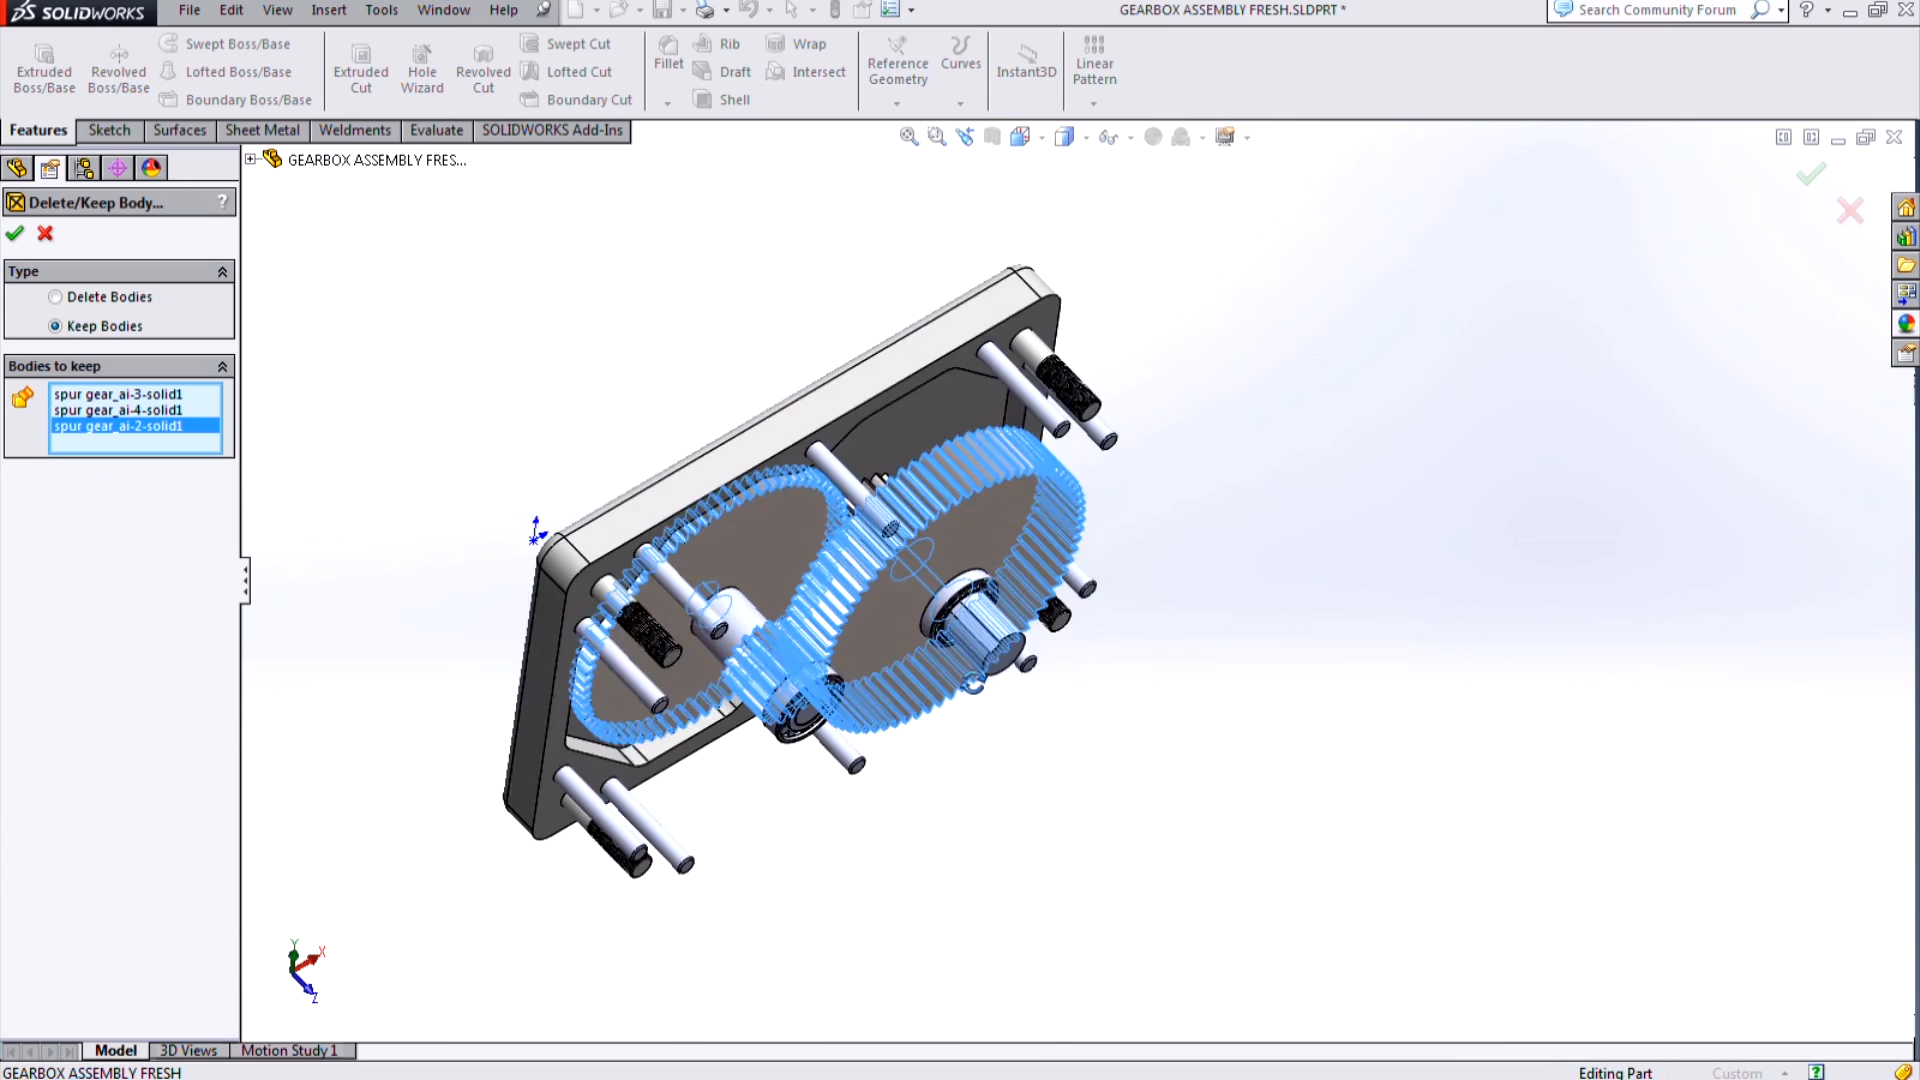 SOLIDWORKS File Edit View Insert Tools Window Help GEARBOX ASSEMBLY FRESH.SLDPRT * Search Community Forum ?
Extruded Boss/Base
Revolved Boss/Base
Swept Boss/Base
Lofted Boss/Base
Boundary Boss/Base
Extruded Cut
Hole Wizard
Revolved Cut
Swept Cut
Lofted Cut
Boundary Cut
Fillet
Rib
Draft
Shell
Wrap
Intersect
Reference Geometry
Curves
Instant3D
Linear Pattern
Features Sketch Surfaces Sheet Metal Weldments Evaluate SOLIDWORKS Add-Ins
GEARBOX ASSEMBLY FRES...
Delete/Keep Body... ?
Type
Delete Bodies
Keep Bodies
Bodies to keep
spur gear_ai-3-solid1
spur gear_ai-4-solid1
spur gear_ai-2-solid1
Y
X
Z
Model 3D Views Motion Study 1
GEARBOX ASSEMBLY FRESH Editing Part Custom ?